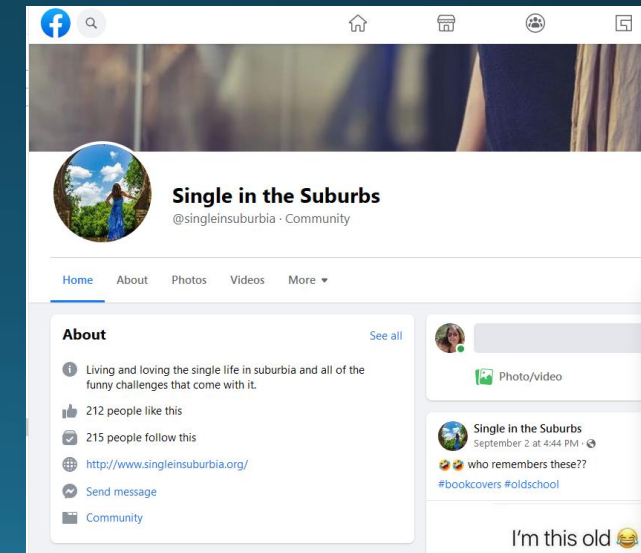 Single in the Suburbs
@singleinsuburbia · Community
Home About Photos Videos More ▾
About See all
Living and loving the single life in suburbia and all of the
funny challenges that come with it.
212 people like this
215 people follow this
http://www.singleinsuburbia.org/
Send message
Community
Photo/video
Single in the Suburbs
September 2 at 4:44 PM ·
🤣🤣 who remembers these??
#bookcovers #oldschool
I'm this old 😂